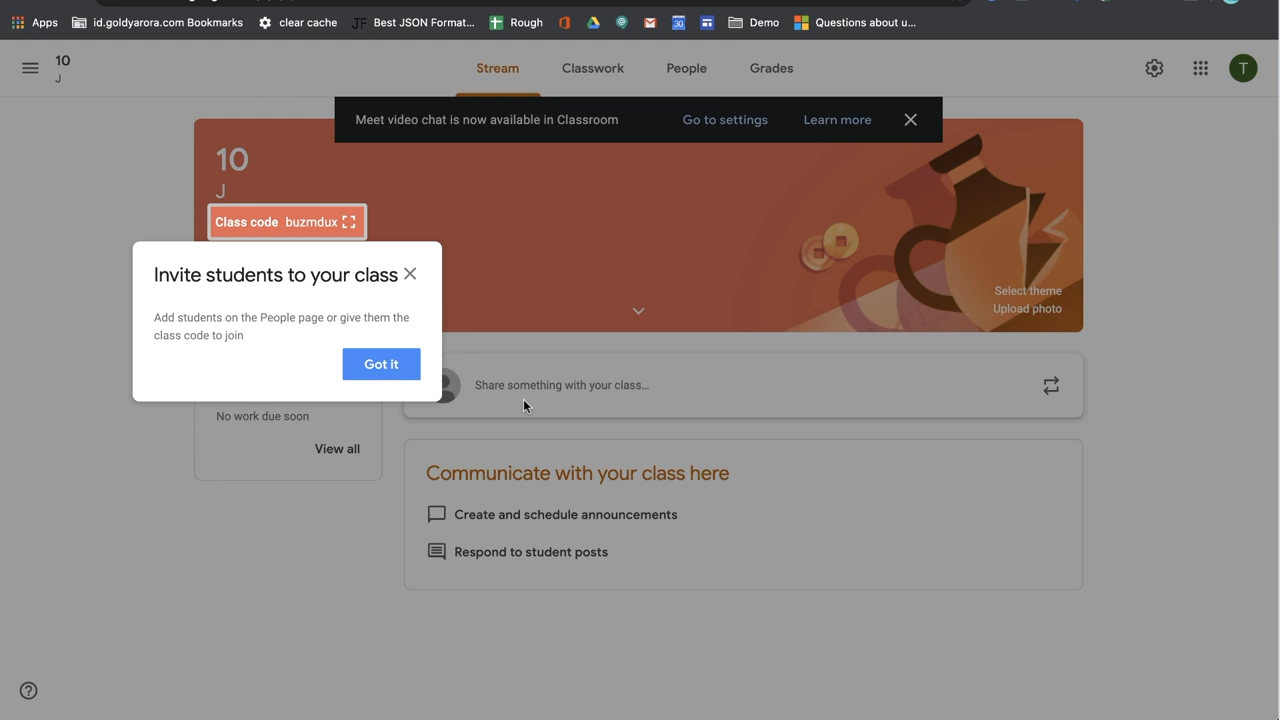 Apps id.goldyarora.com Bookmarks clear cache JF Best JSON Format... Rough 30 Demo Questions about u...
10
J
Stream Classwork People Grades
T
Meet video chat is now available in Classroom Go to settings Learn more
10
J
Class code buzmdux
Select theme
Upload photo
Invite students to your class
Add students on the People page or give them the
class code to join
Got it
Share something with your class...
No work due soon
View all
Communicate with your class here
Create and schedule announcements
Respond to student posts